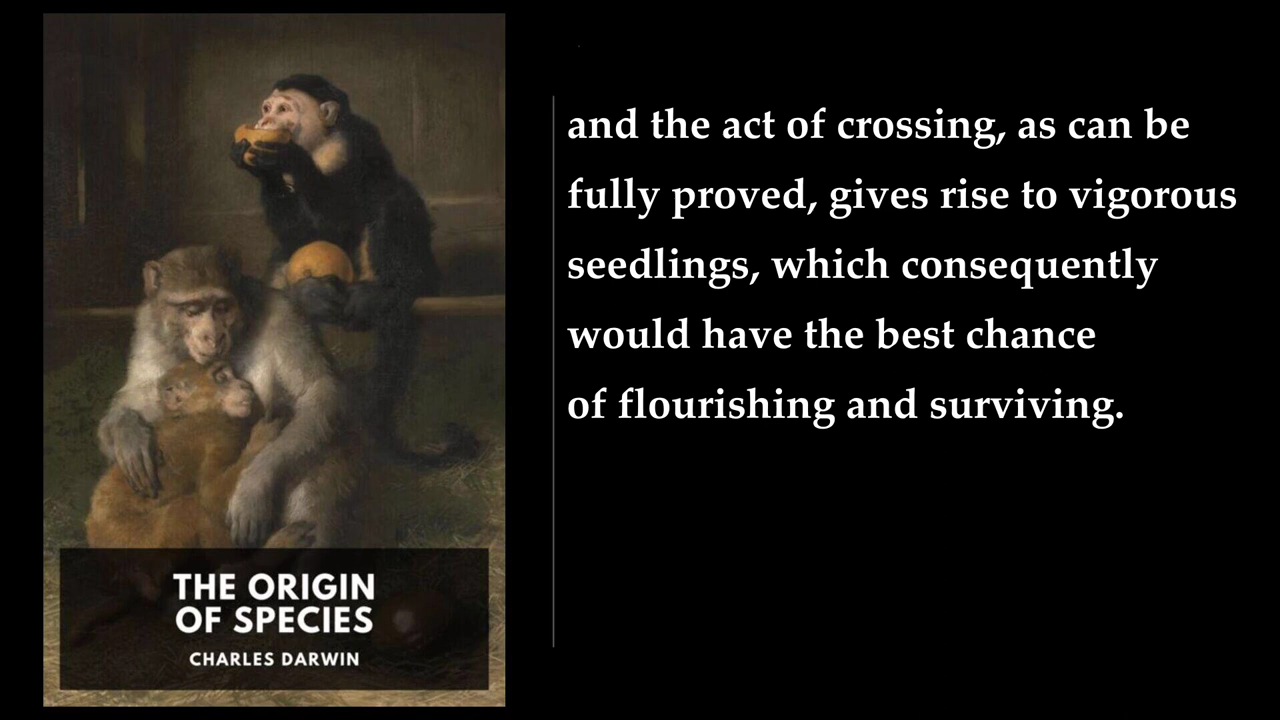 THE ORIGIN
OF SPECIES
CHARLES DARWIN
and the act of crossing, as can be
fully proved, gives rise to vigorous
seedlings, which consequently
would have the best chance
of flourishing and surviving.